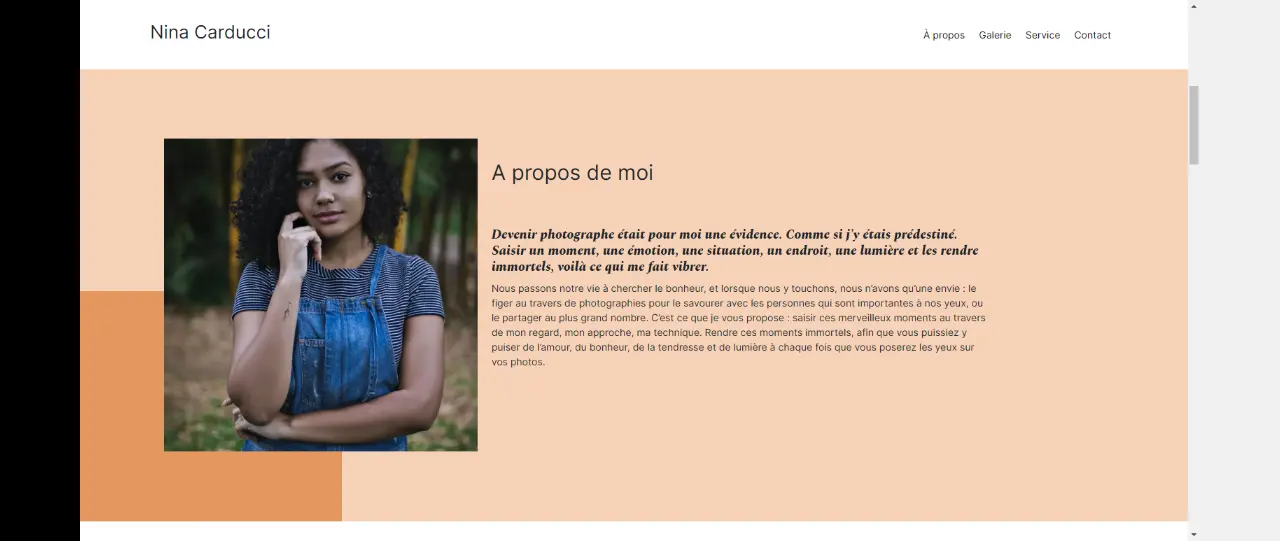 Nina Carducci
À propos Galerie Service Contact
A propos de moi
Devenir photographe était pour moi une évidence. Comme si j'y étais prédestiné.
Saisir un moment, une émotion, une situation, un endroit, une lumière et les rendre
immortels, voilà ce qui me fait vibrer.
Nous passons notre vie à chercher le bonheur, et lorsque nous y touchons, nous n’avons qu’une envie : le
figer au travers de photographies pour le savourer avec les personnes qui sont importantes à nos yeux, ou
le partager au plus grand nombre. C’est ce que je vous propose : saisir ces merveilleux moments au travers
de mon regard, mon approche, ma technique. Rendre ces moments immortels, afin que vous puissiez y
puiser de l’amour, du bonheur, de la tendresse et de lumière à chaque fois que vous poserez les yeux sur
vos photos.